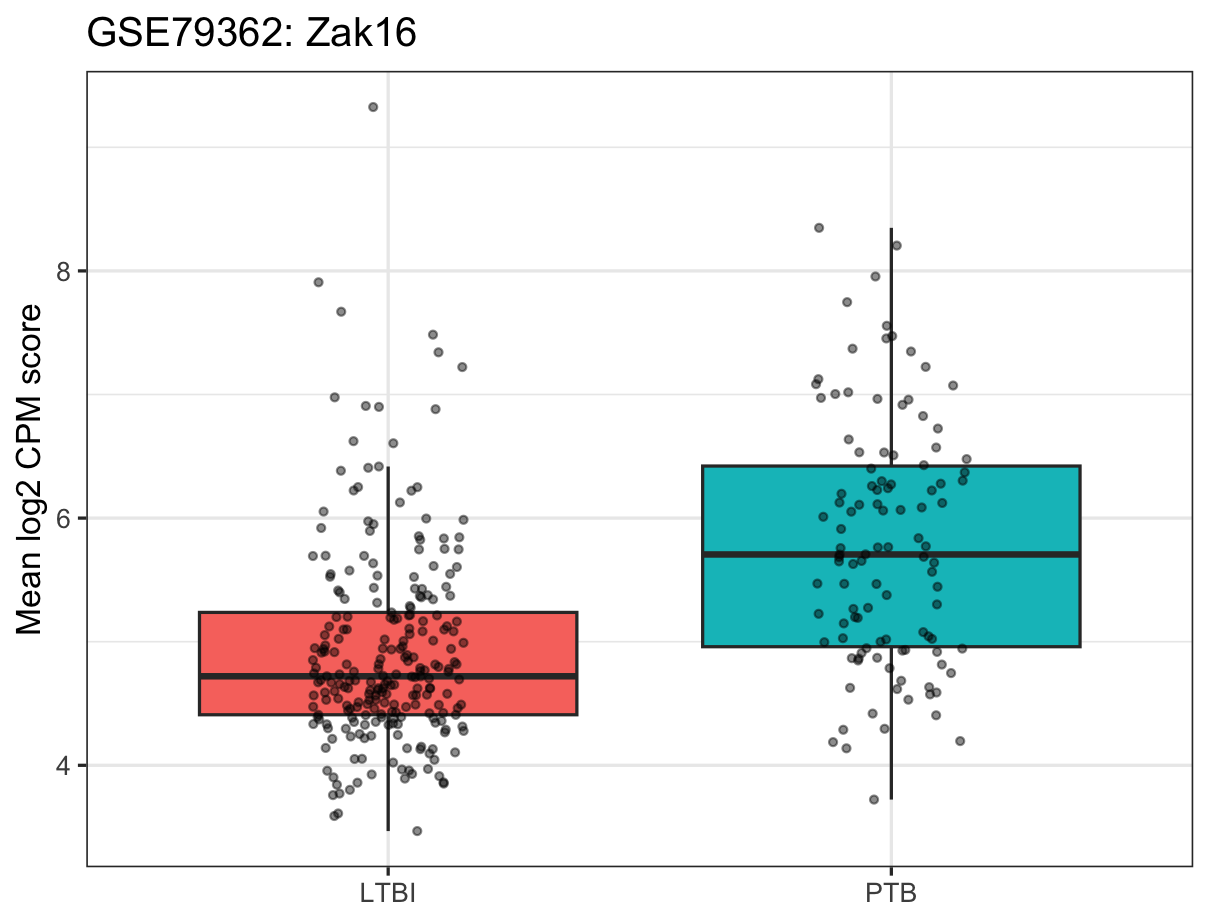 GSE79362: Zak16
Mean log2 CPM score
8
6
4
LTBI
PTB